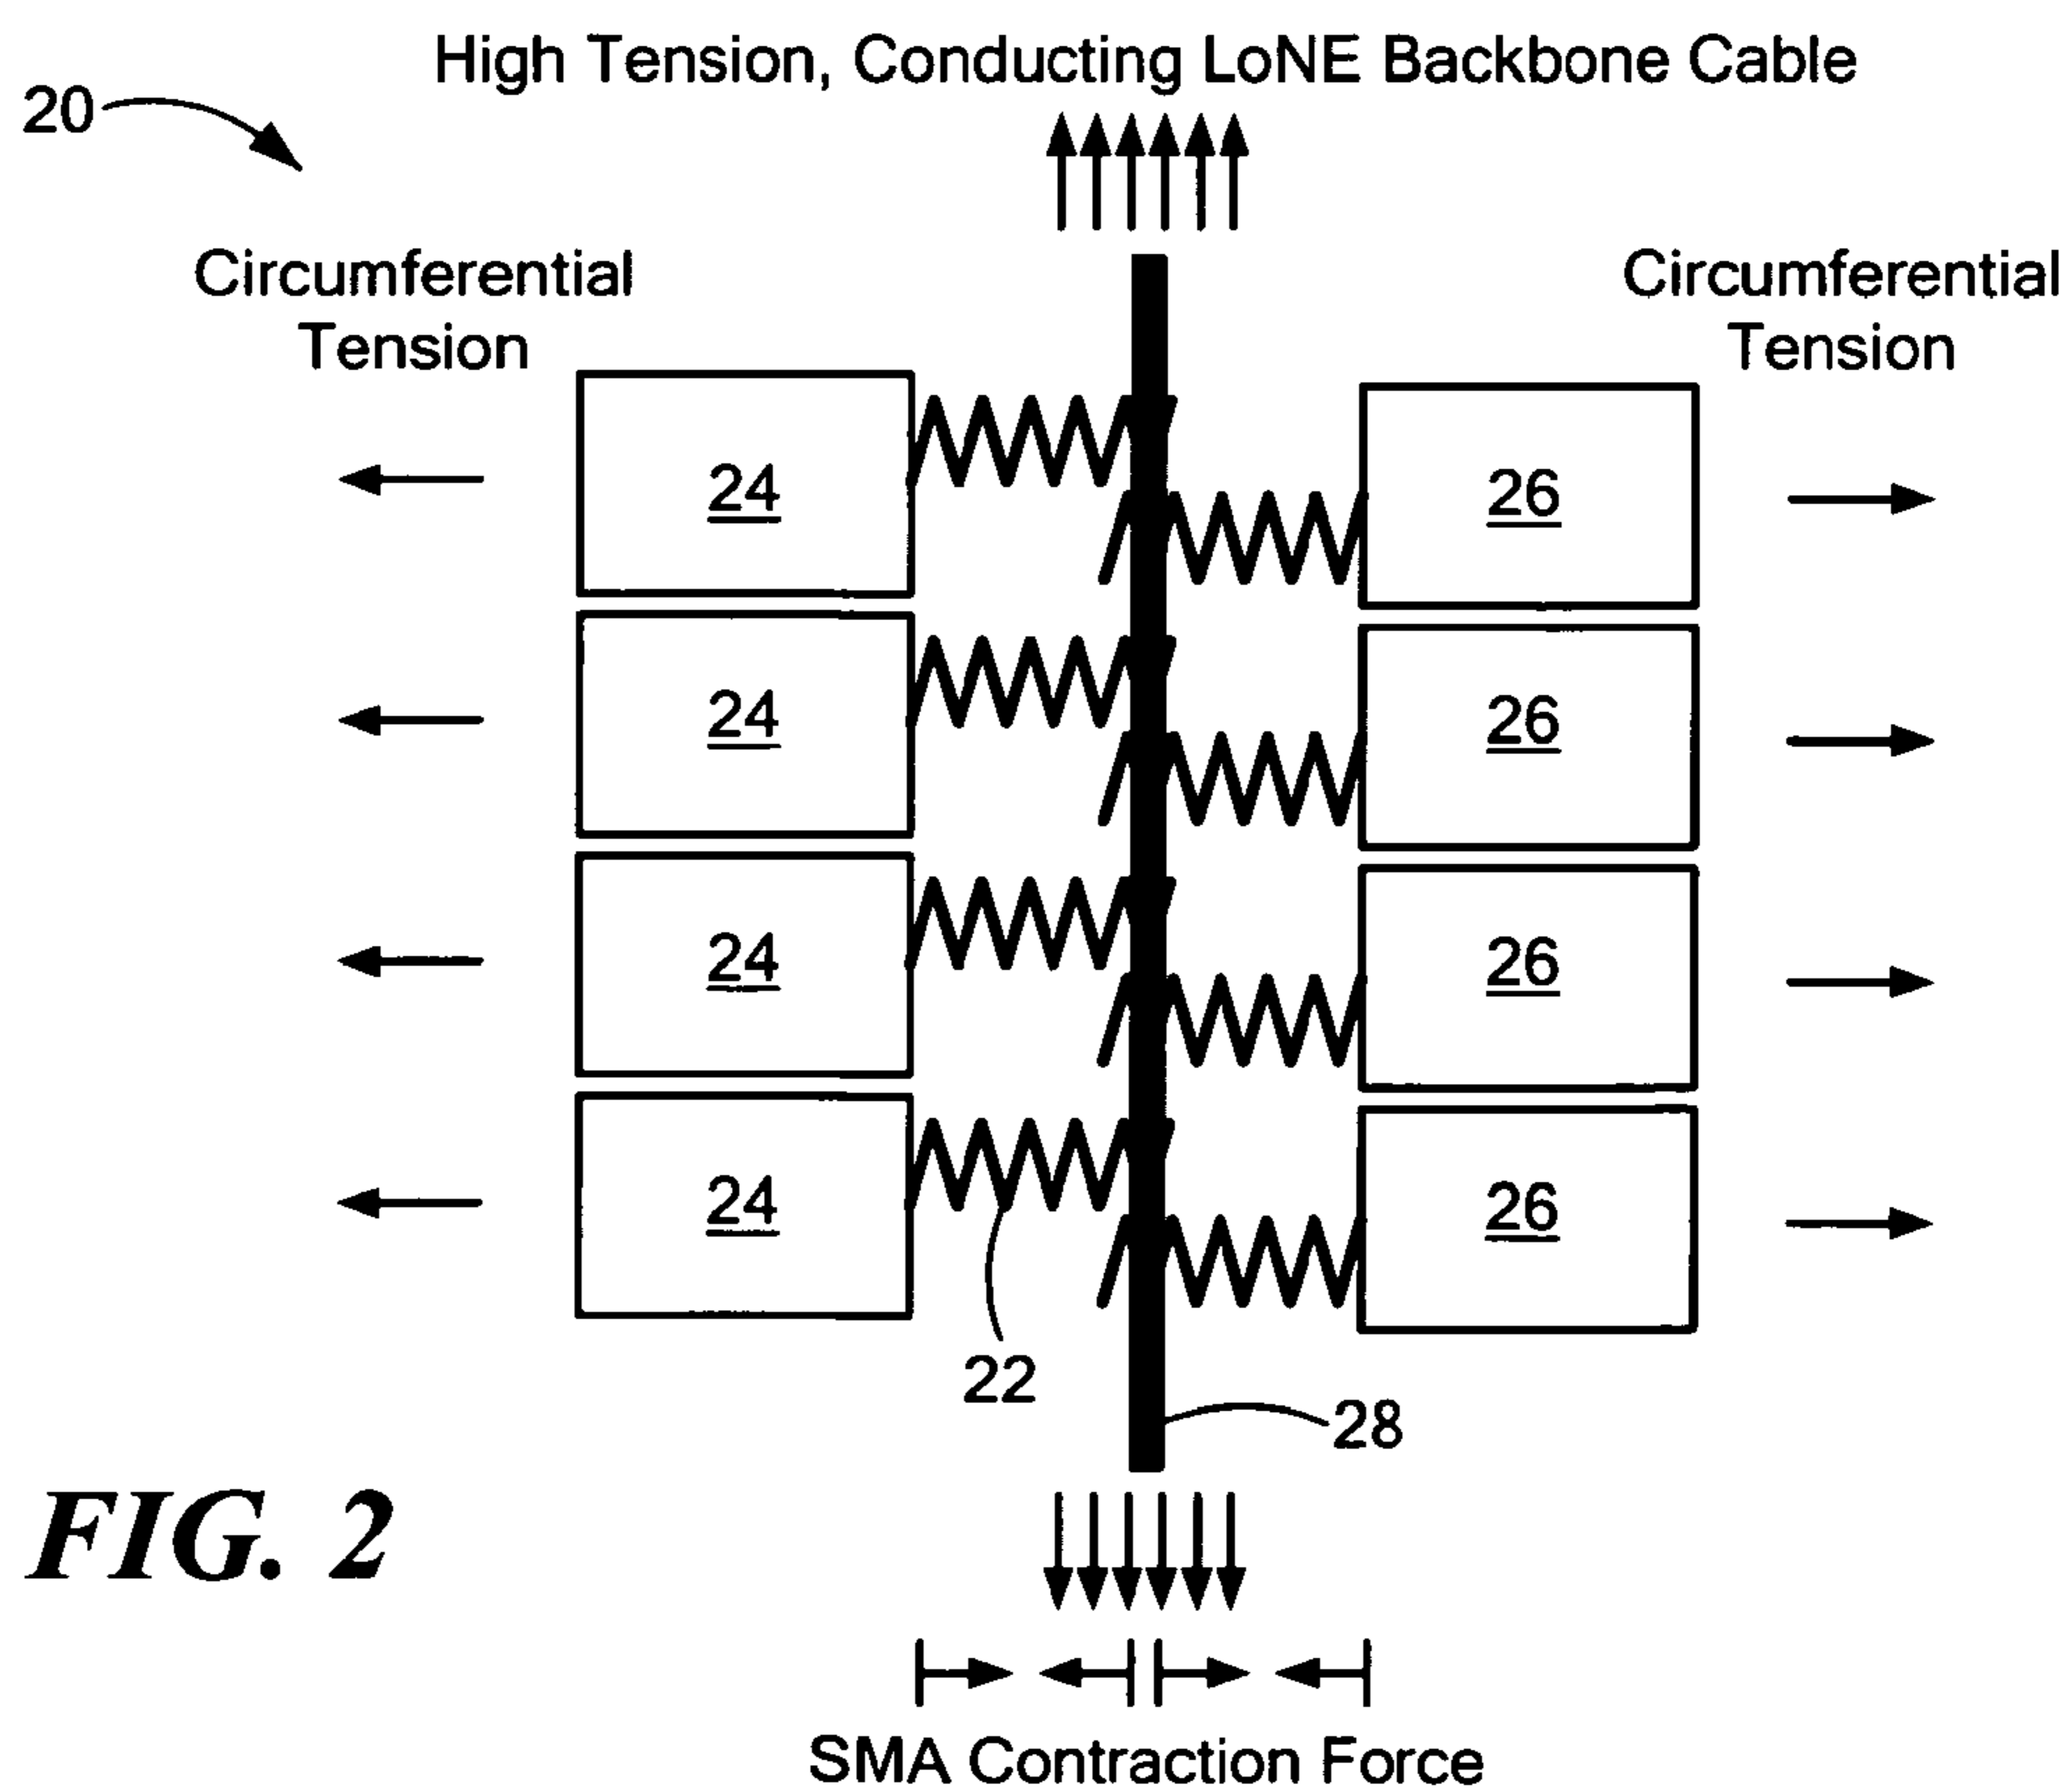 High Tension, Conducting LoNE Backbone Cable
20
Circumferential
Tension
Circumferential
Tension
24
26
24
26
24
26
24
26
22
28
FIG. 2
SMA Contraction Force